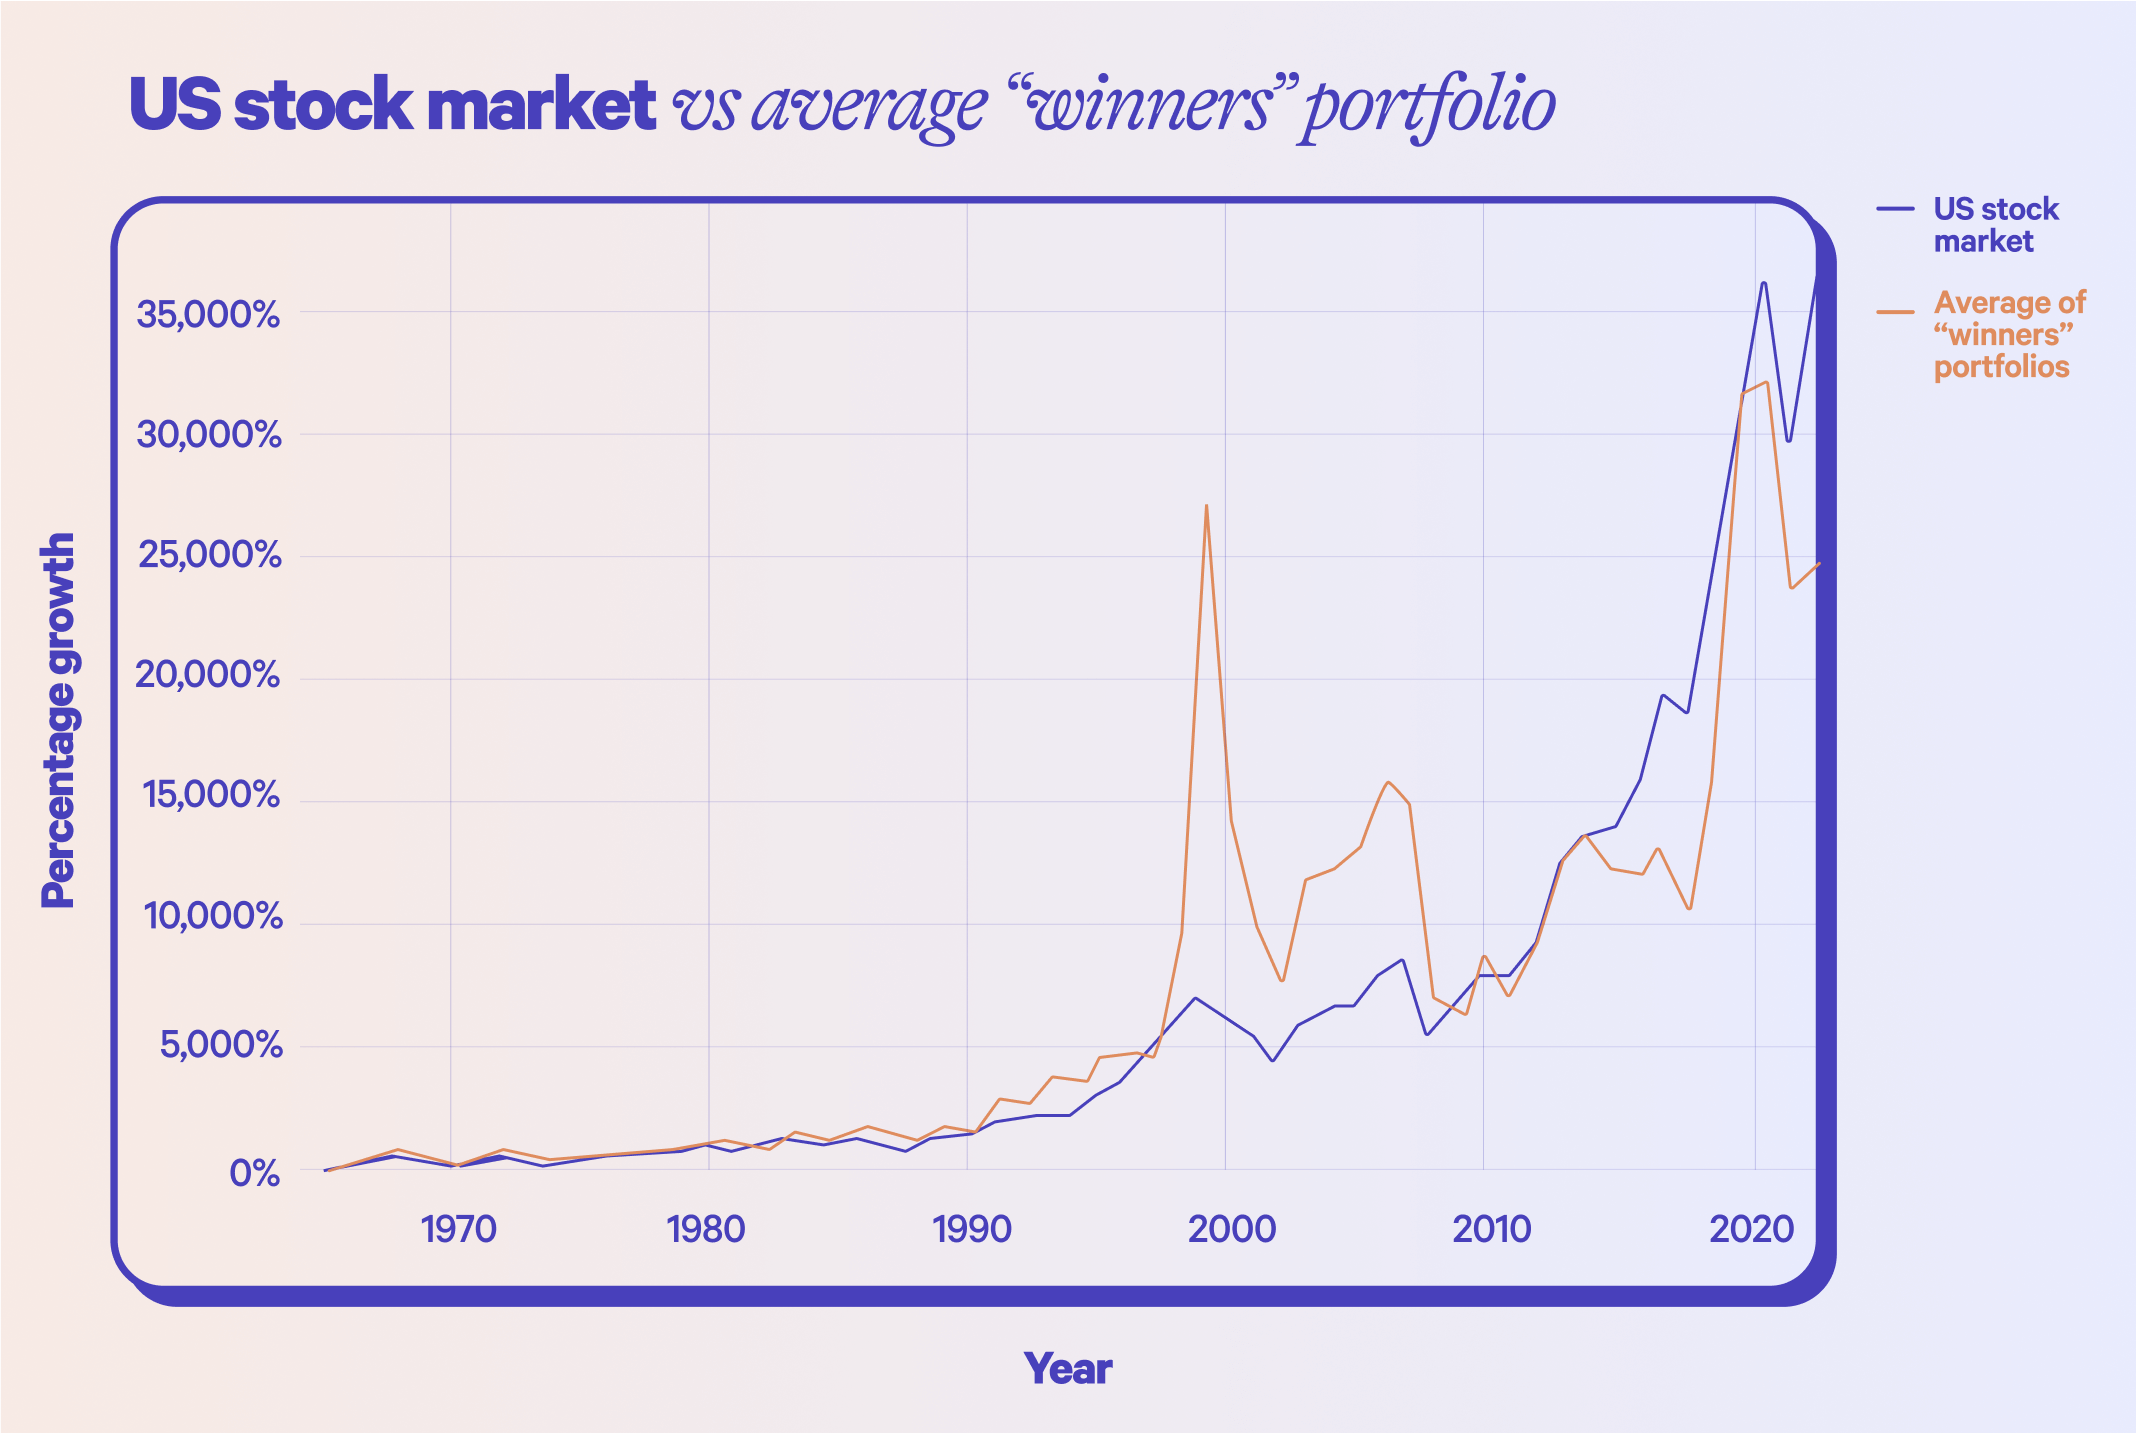 US stock market vs average “winners” portfolio
US stock
market
Average of
“winners”
portfolios
Percentage growth
35,000%
30,000%
25,000%
20,000%
15,000%
10,000%
5,000%
0%
1970 1980 1990 2000 2010 2020
Year